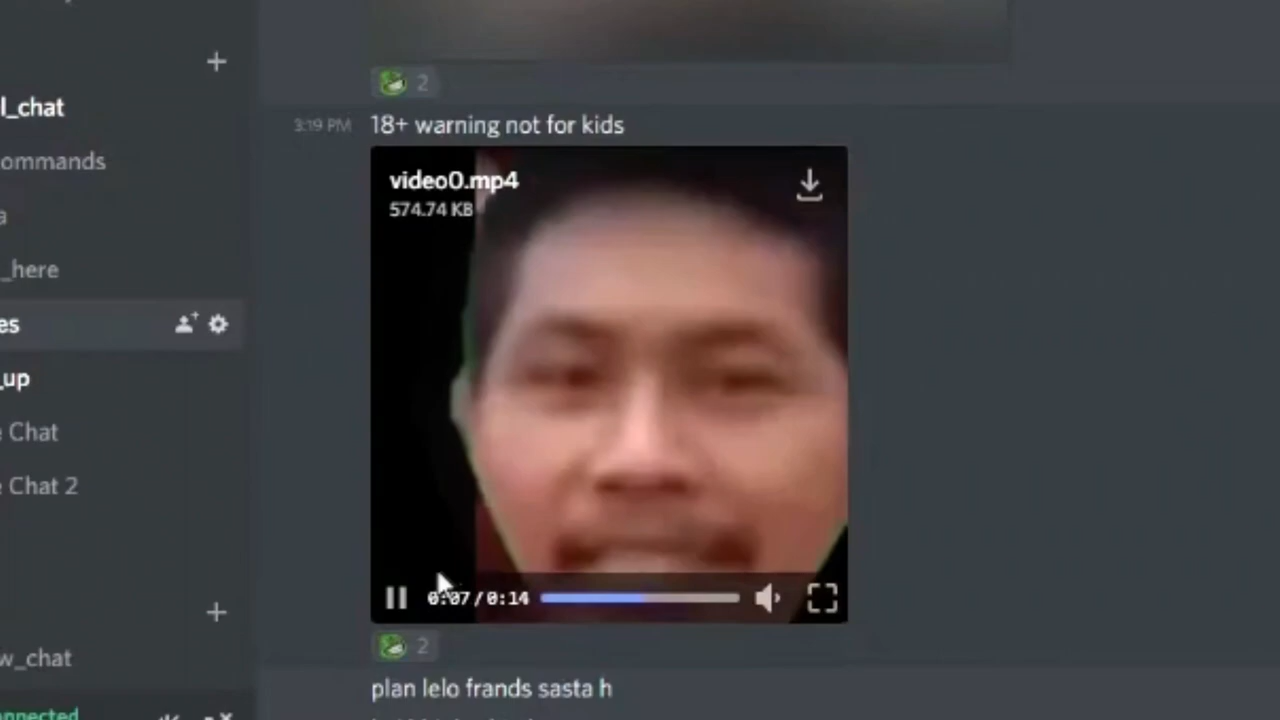 l_chat
ommands
a
_here
es
_up
e Chat
e Chat 2
w_chat
onnected
2
3:19 PM 18+ warning not for kids
video0.mp4
574.74 KB
0:07/0:14
2
plan lelo frands sasta h